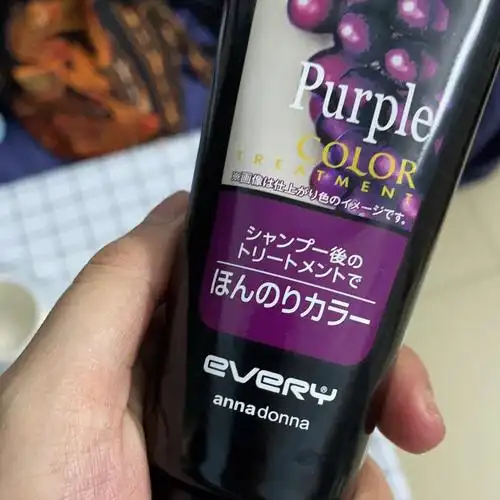 Purple
COLOR
TREATMENT
※画像は仕上がり色のイメージです。
シャンプー後の
トリートメントで
ほんのりカラー
every®
annadonna